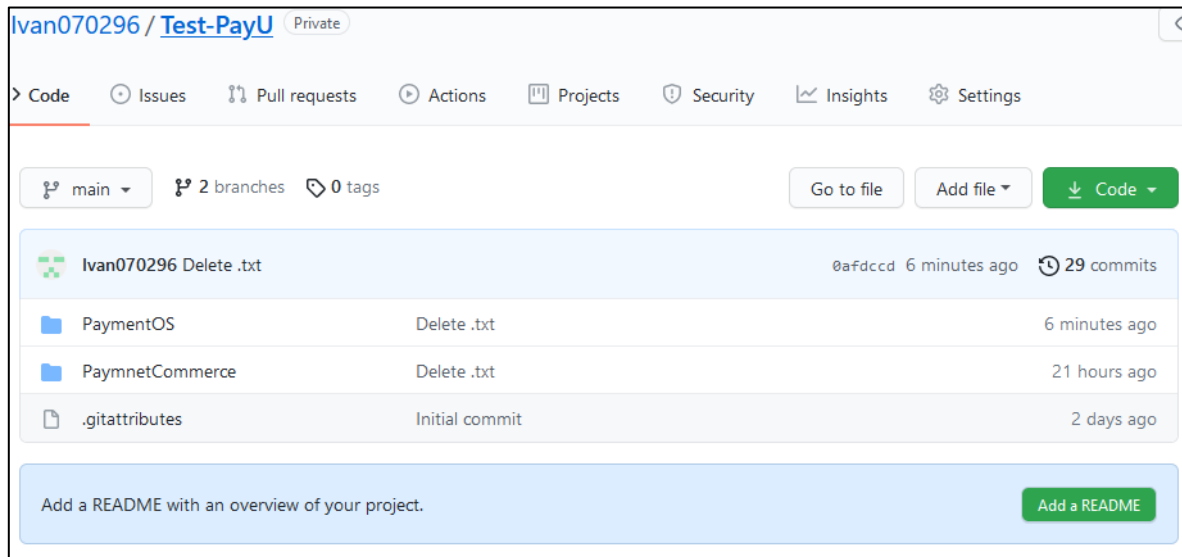 Ivan070296 / Test-PayU Private
Code Issues Pull requests Actions Projects Security Insights Settings
main 2 branches 0 tags Go to file Add file Code
Ivan070296 Delete .txt 0afdccd 6 minutes ago 29 commits
PaymentOS Delete .txt 6 minutes ago
PaymnetCommerce Delete .txt 21 hours ago
.gitattributes Initial commit 2 days ago
Add a README with an overview of your project. Add a README